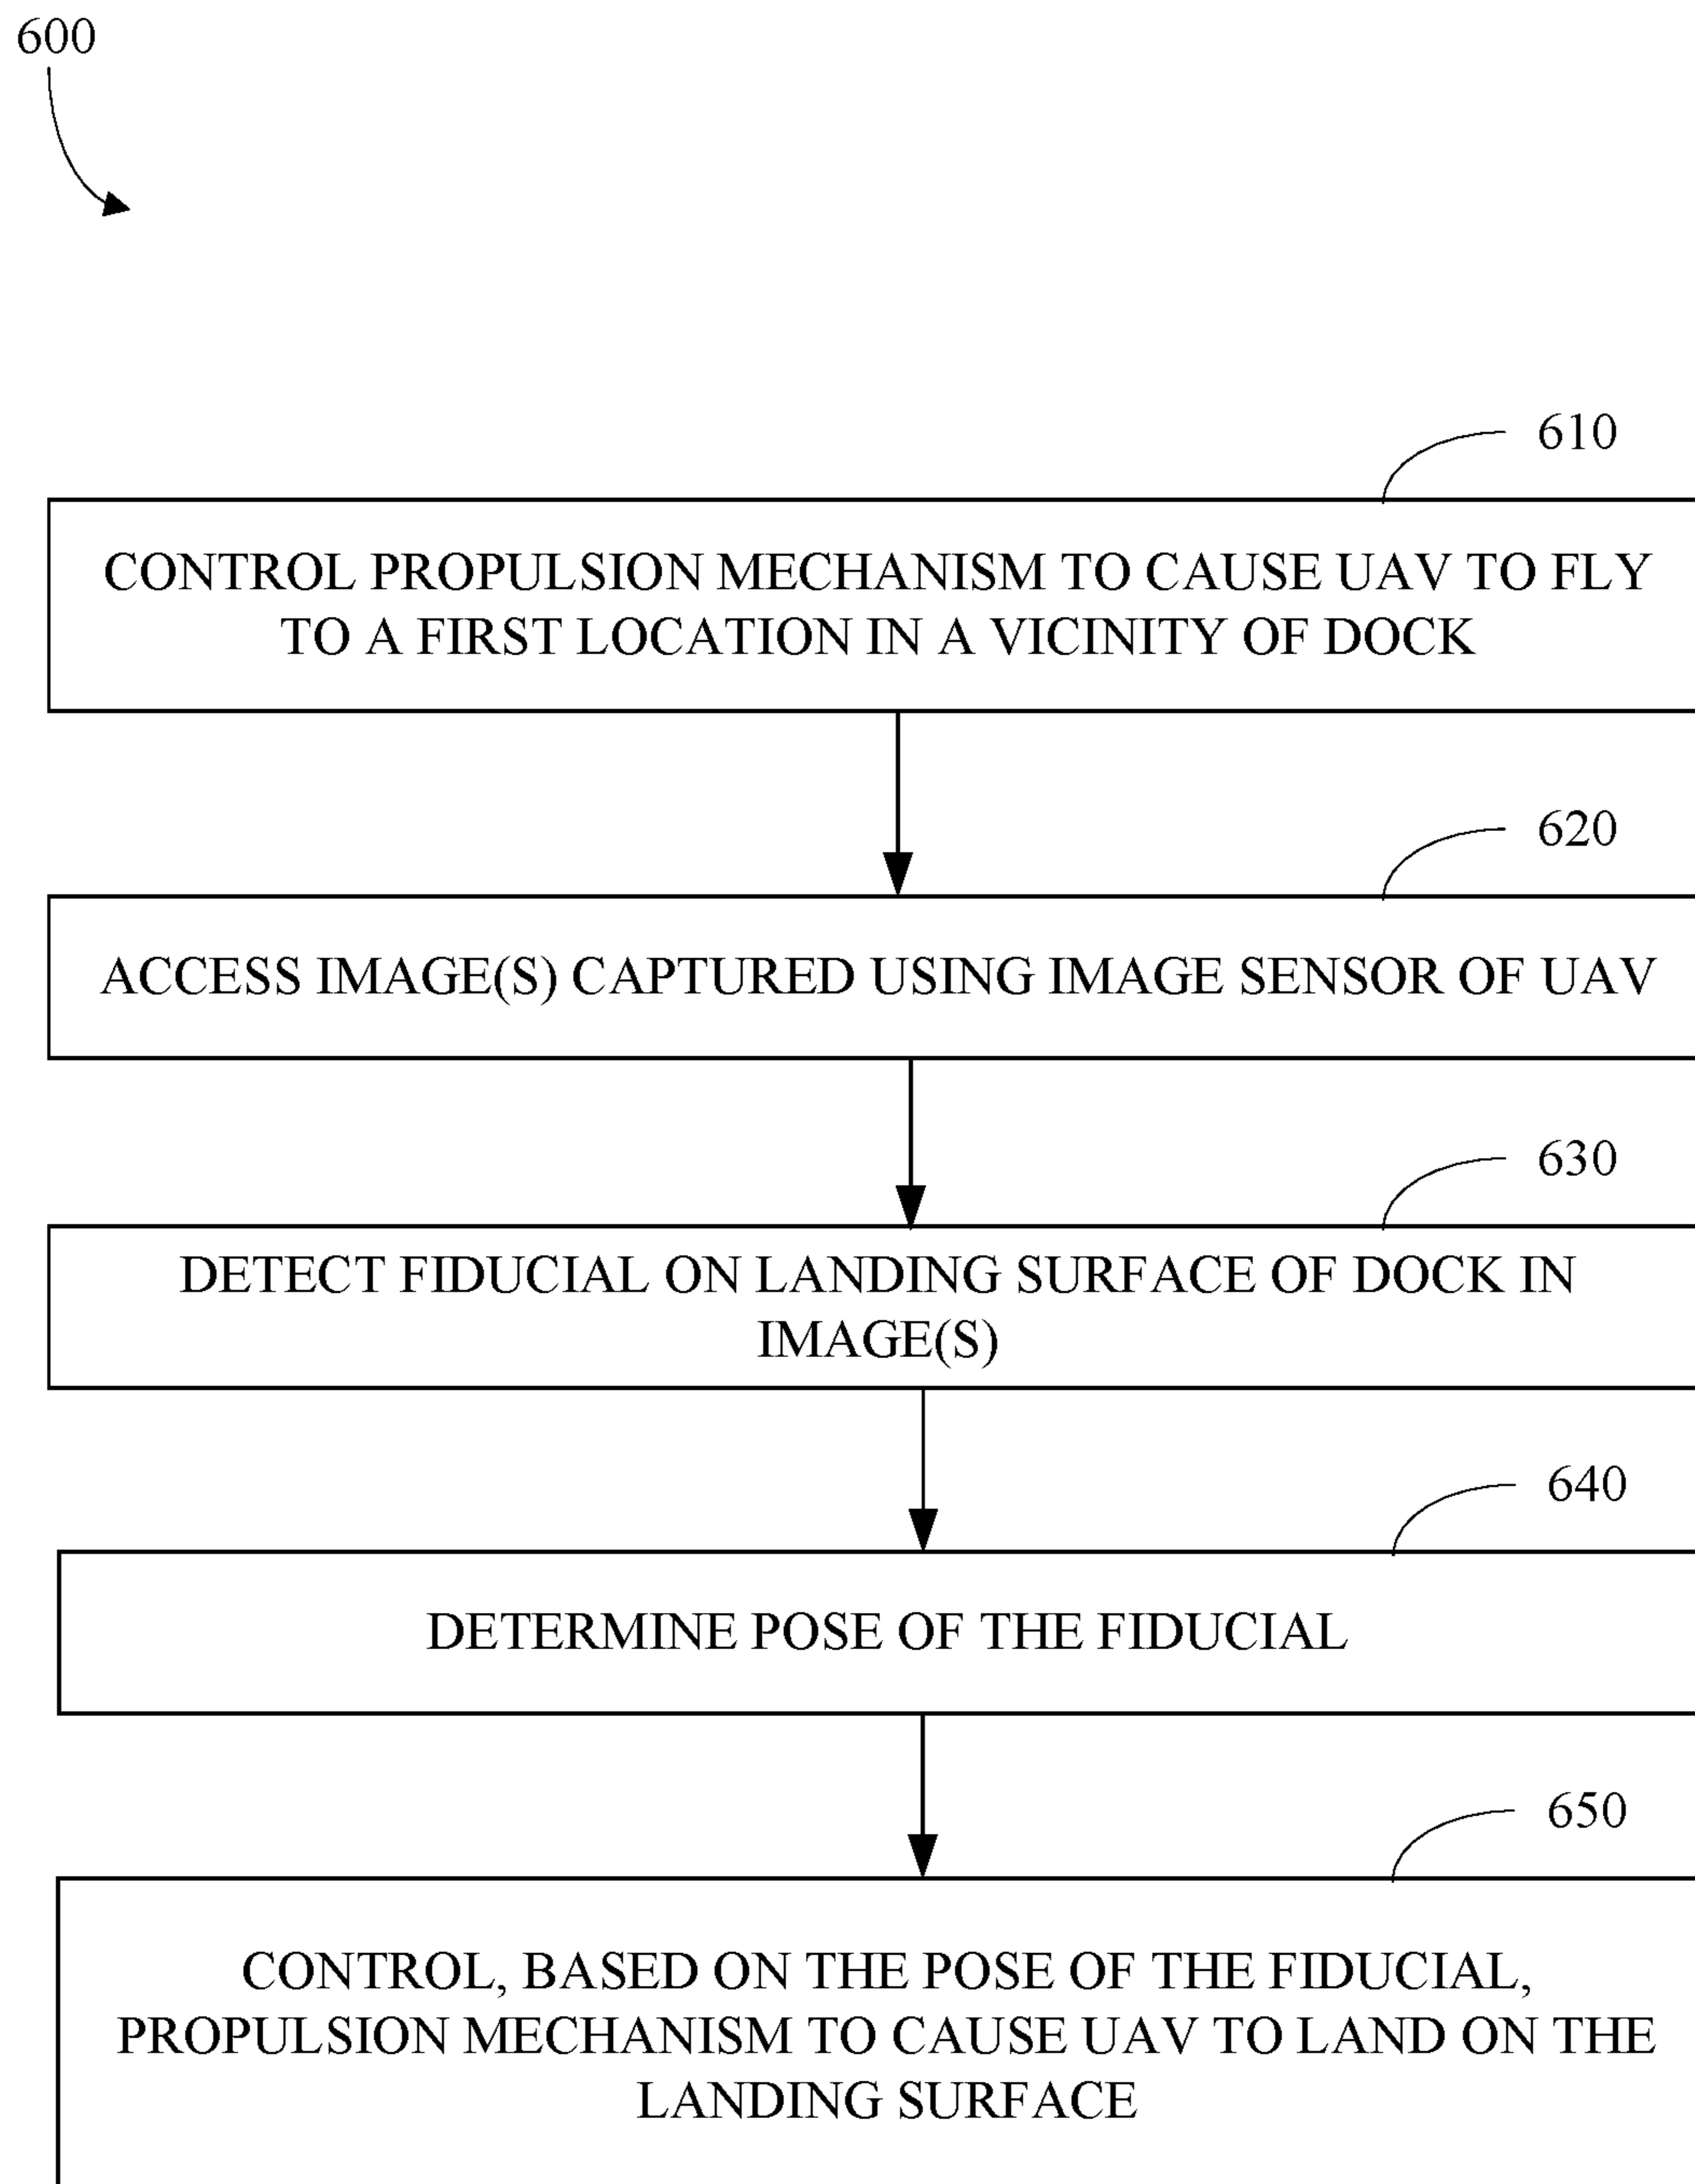 600
610
CONTROL PROPULSION MECHANISM TO CAUSE UAV TO FLY
TO A FIRST LOCATION IN A VICINITY OF DOCK
620
ACCESS IMAGE(S) CAPTURED USING IMAGE SENSOR OF UAV
630
DETECT FIDUCIAL ON LANDING SURFACE OF DOCK IN
IMAGE(S)
640
DETERMINE POSE OF THE FIDUCIAL
650
CONTROL, BASED ON THE POSE OF THE FIDUCIAL,
PROPULSION MECHANISM TO CAUSE UAV TO LAND ON THE
LANDING SURFACE